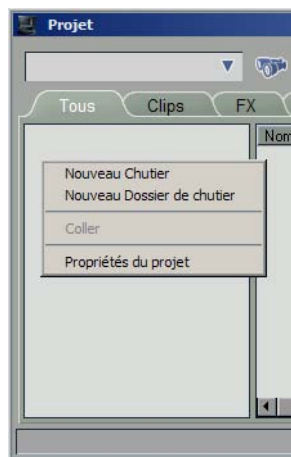 Projet
Tous Clips FX
Nom
Nouveau Chutier
Nouveau Dossier de chutier
Coller
Propriétés du projet